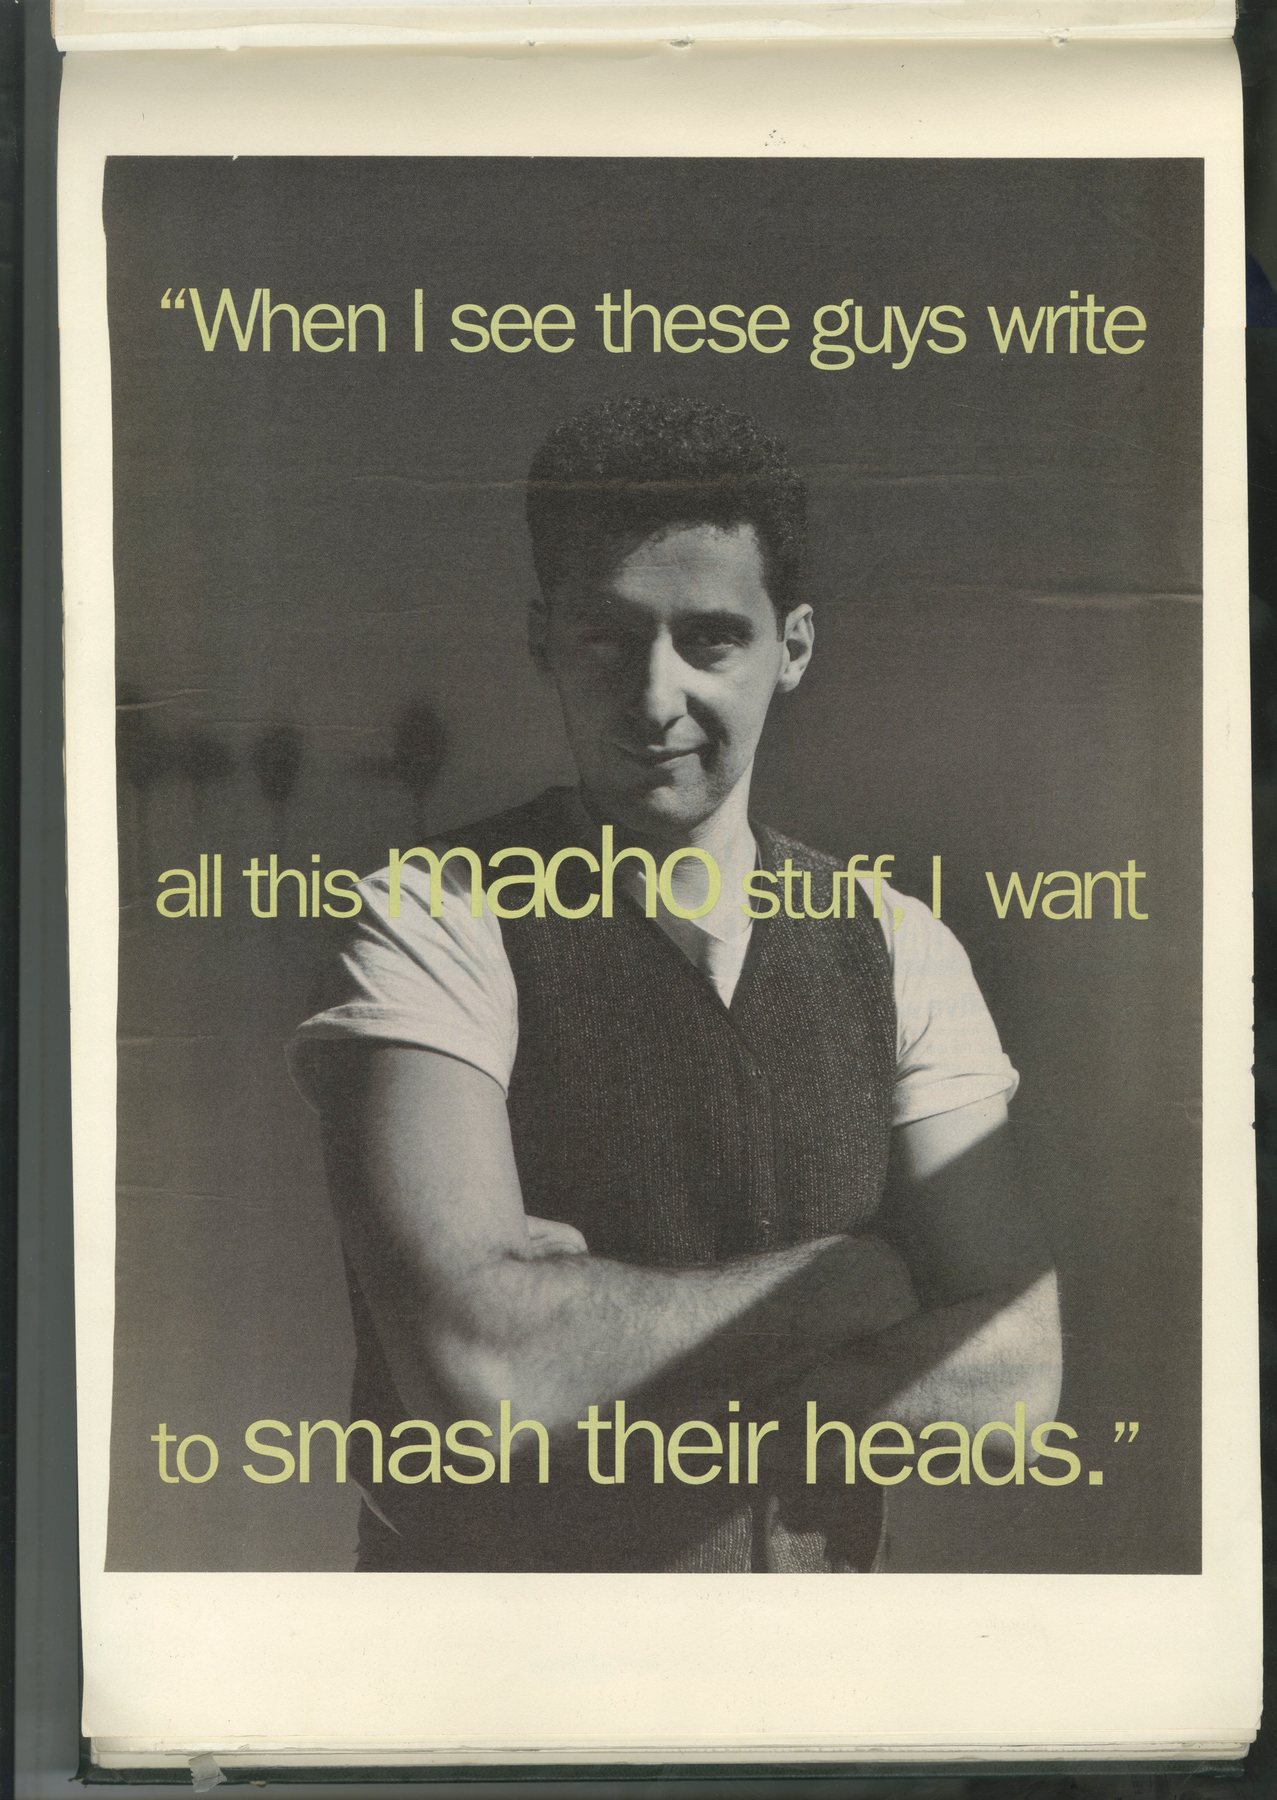 “When I see these guys write
all this macho stuff, I want
to smash their heads.”